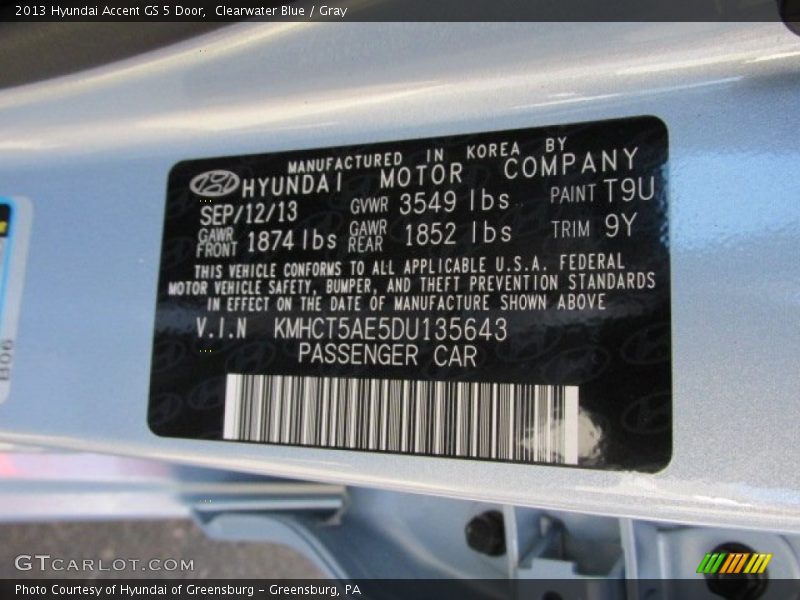 2013 Hyundai Accent GS 5 Door,  Clearwater Blue / Gray
MANUFACTURED IN KOREA BY
HYUNDAI MOTOR COMPANY
SEP/12/13 GVWR 3549 lbs PAINT T9U
GAWR FRONT 1874 lbs GAWR REAR 1852 lbs TRIM 9Y
THIS VEHICLE CONFORMS TO ALL APPLICABLE U.S.A. FEDERAL
MOTOR VEHICLE SAFETY, BUMPER, AND THEFT PREVENTION STANDARDS
IN EFFECT ON THE DATE OF MANUFACTURE SHOWN ABOVE
V.I.N KMHCT5AE5DU135643
PASSENGER CAR
B06
GTCARLOT.COM
Photo Courtesy of Hyundai of Greensburg - Greensburg, PA